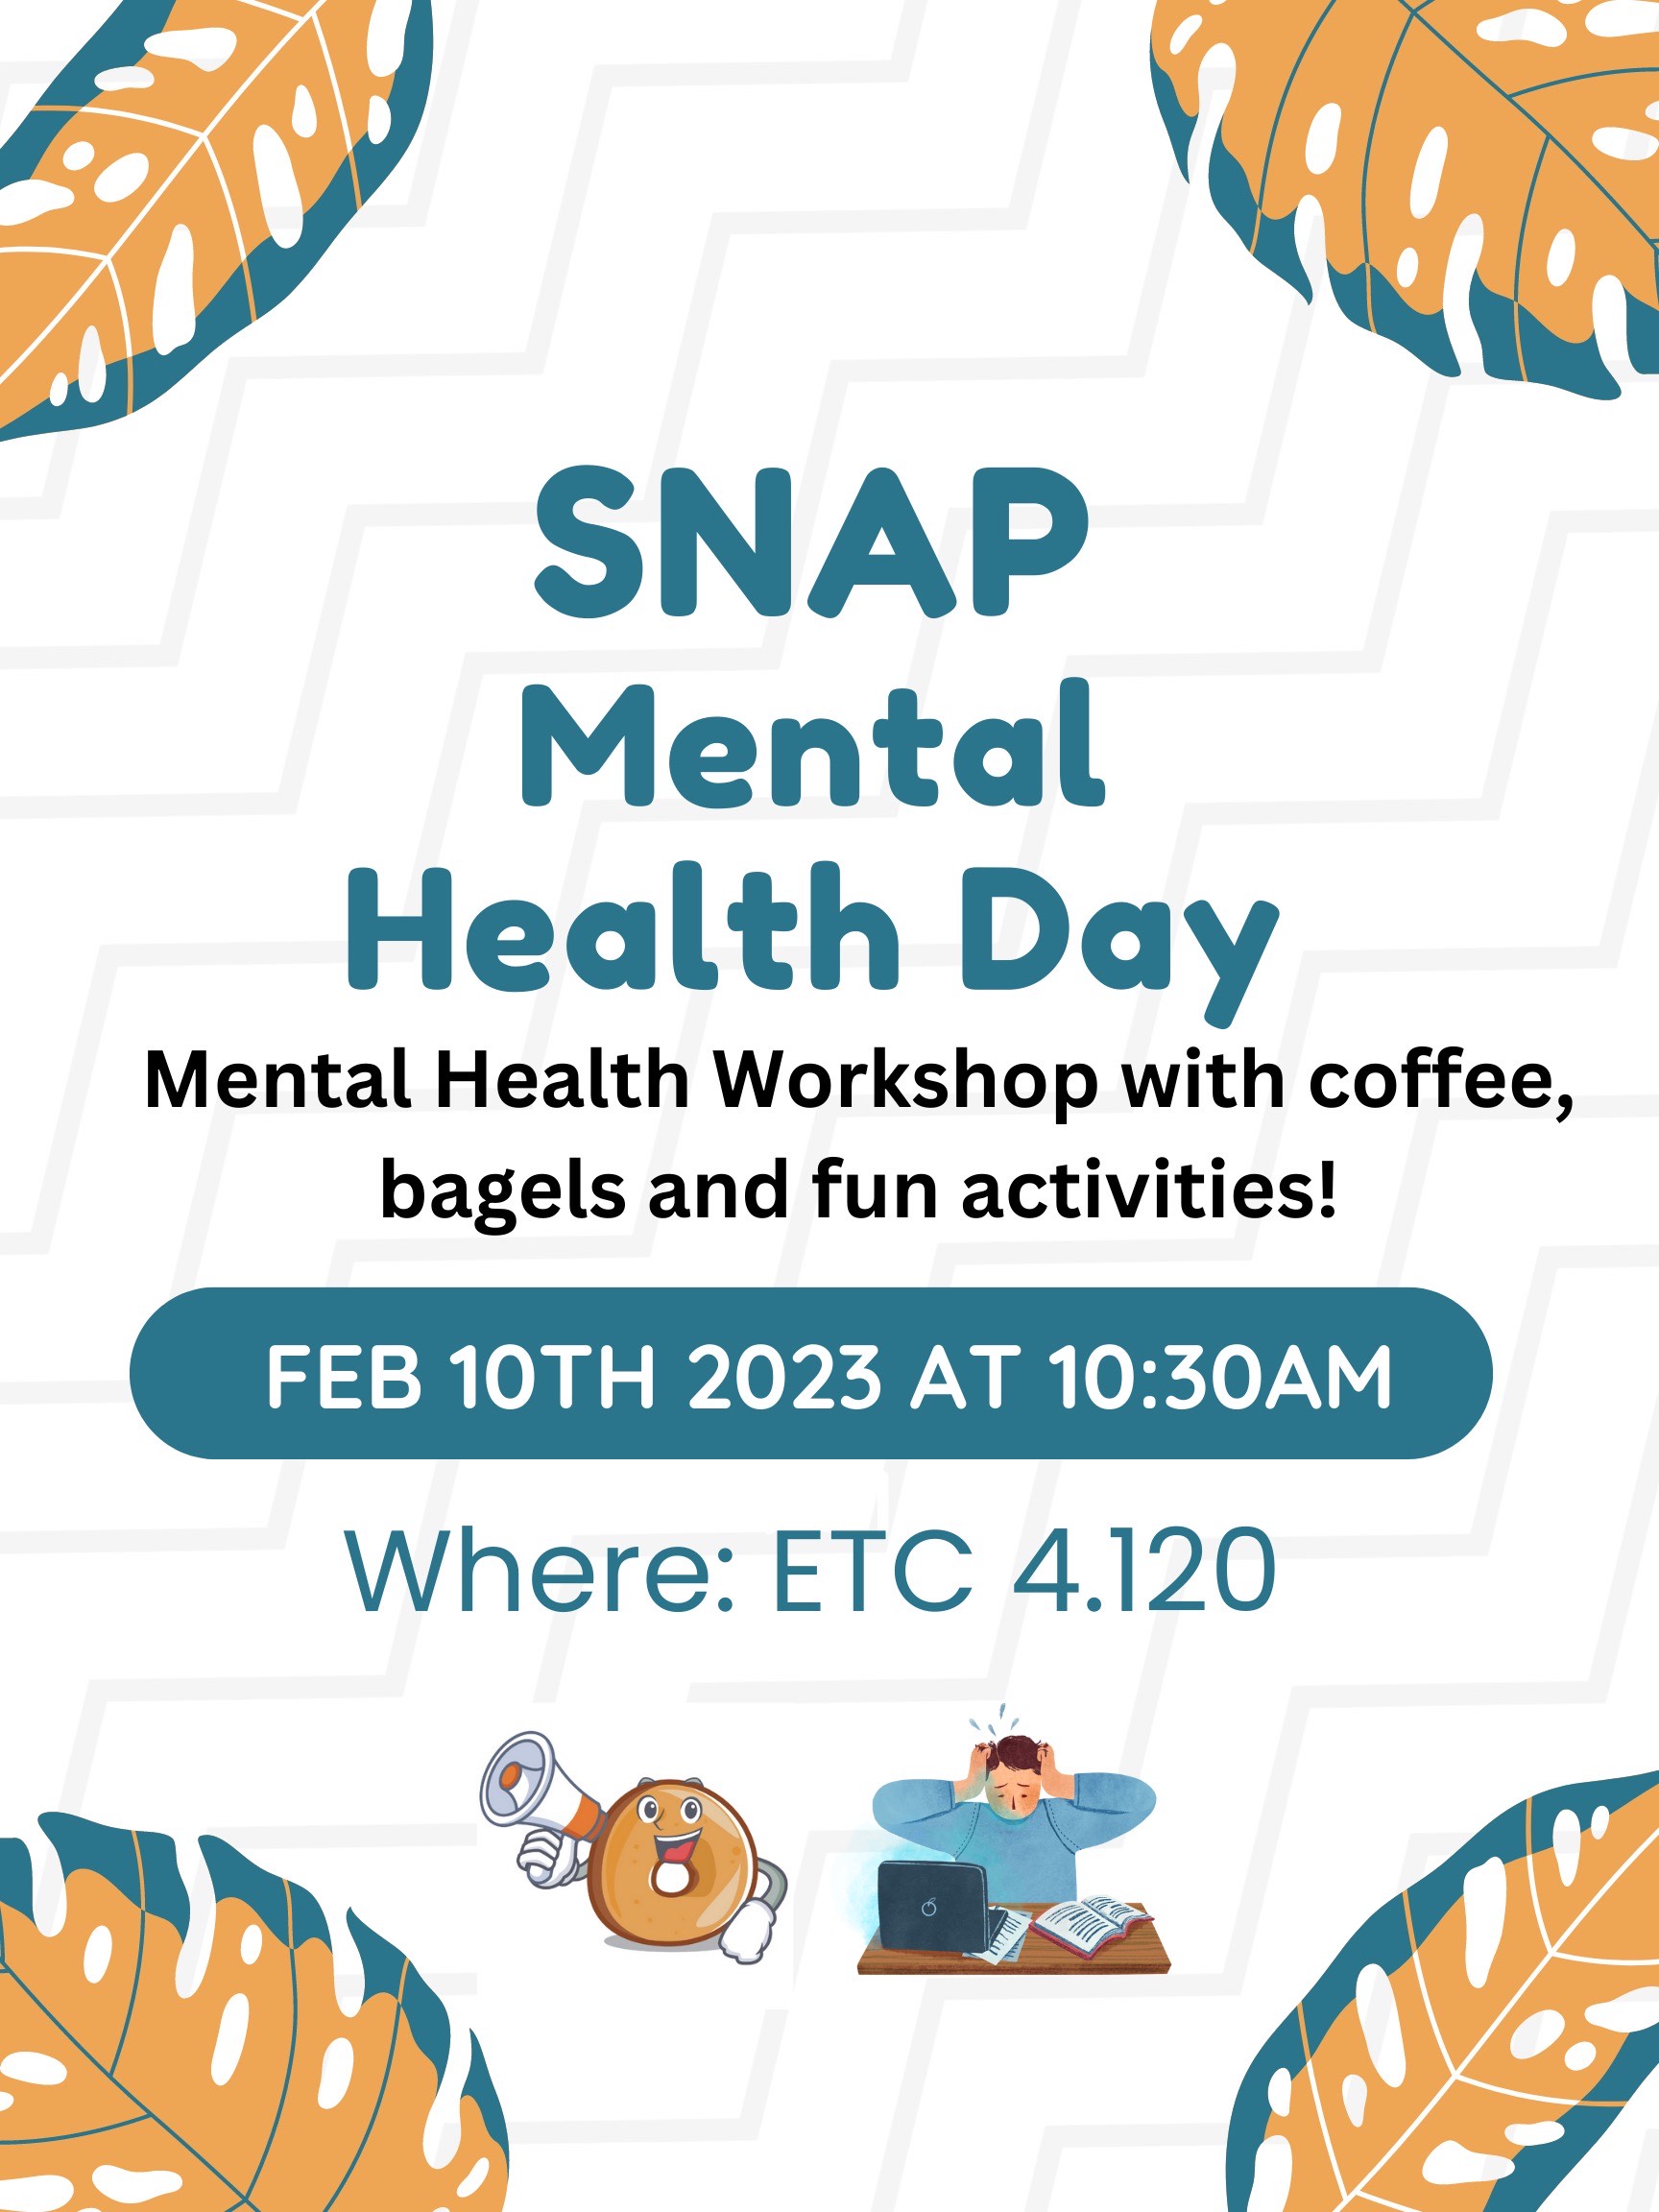 SNAP
Mental
Health Day
Mental Health Workshop with coffee,
bagels and fun activities!
FEB 10TH 2023 AT 10:30AM
Where: ETC 4.120